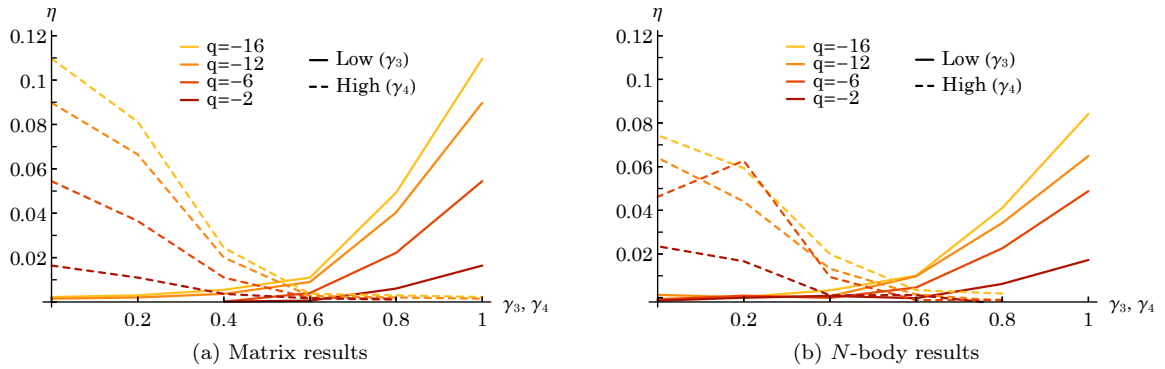 η
0.12
0.1
0.08
0.06
0.04
0.02
q=−16
q=−12
q=−6
q=−2
Low (γ₃)
High (γ₄)
0.2 0.4 0.6 0.8 1
γ₃, γ₄
(a) Matrix results
η
0.12
0.10
0.08
0.06
0.04
0.02
q=−16
q=−12
q=−6
q=−2
Low (γ₃)
High (γ₄)
0.2 0.4 0.6 0.8 1
γ₃, γ₄
(b) N-body results